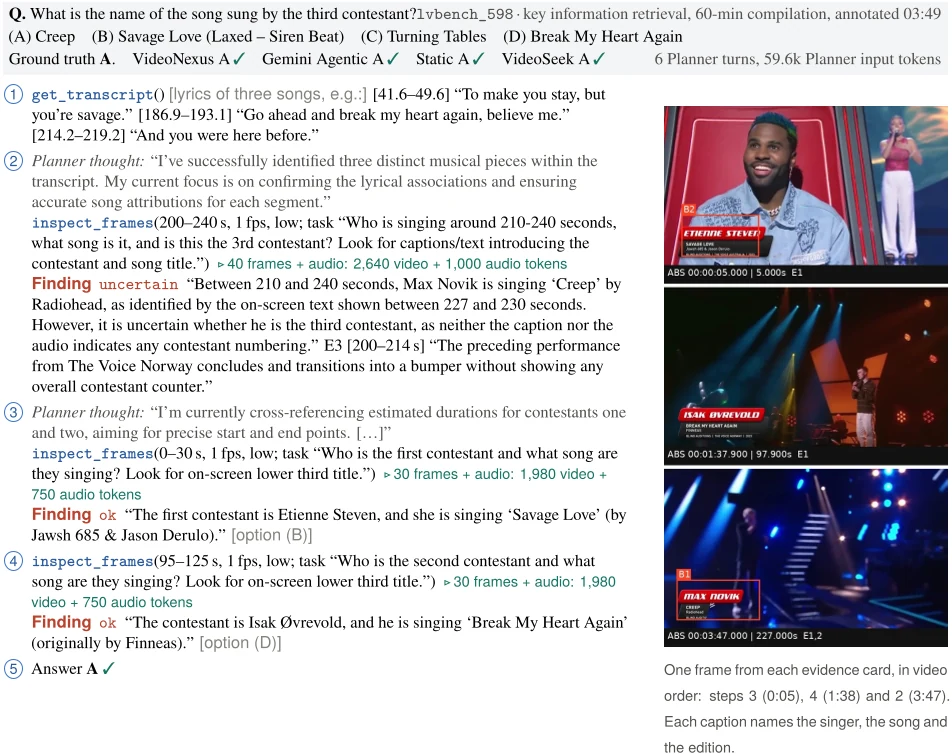 Q. What is the name of the song sung by the third contestant? lvbench_598 · key information retrieval, 60-min compilation, annotated 03:49
(A) Creep (B) Savage Love (Laxed – Siren Beat) (C) Turning Tables (D) Break My Heart Again
Ground truth A. VideoNexus A ✓ Gemini Agentic A ✓ Static A ✓ VideoSeek A ✓ 6 Planner turns, 59.6k Planner input tokens
1 get_transcript() [lyrics of three songs, e.g.:] [41.6–49.6] “To make you stay, but
you’re savage.” [186.9–193.1] “Go ahead and break my heart again, believe me.”
[214.2–219.2] “And you were here before.”
2 Planner thought: “I’ve successfully identified three distinct musical pieces within the
transcript. My current focus is on confirming the lyrical associations and ensuring
accurate song attributions for each segment.”
inspect_frames(200–240 s, 1 fps, low; task “Who is singing around 210-240 seconds,
what song is it, and is this the 3rd contestant? Look for captions/text introducing the
contestant and song title.”) ▹ 40 frames + audio: 2,640 video + 1,000 audio tokens
Finding uncertain “Between 210 and 240 seconds, Max Novik is singing ‘Creep’ by
Radiohead, as identified by the on-screen text shown between 227 and 230 seconds.
However, it is uncertain whether he is the third contestant, as neither the caption nor the
audio indicates any contestant numbering.” E3 [200–214 s] “The preceding performance
from The Voice Norway concludes and transitions into a bumper without showing any
overall contestant counter.”
3 Planner thought: “I’m currently cross-referencing estimated durations for contestants one
and two, aiming for precise start and end points. […]”
inspect_frames(0–30 s, 1 fps, low; task “Who is the first contestant and what song are
they singing? Look for on-screen lower third title.”) ▹ 30 frames + audio: 1,980 video +
750 audio tokens
Finding ok “The first contestant is Etienne Steven, and she is singing ‘Savage Love’ (by
Jawsh 685 & Jason Derulo).” [option (B)]
4 inspect_frames(95–125 s, 1 fps, low; task “Who is the second contestant and what
song are they singing? Look for on-screen lower third title.”) ▹ 30 frames + audio: 1,980
video + 750 audio tokens
Finding ok “The contestant is Isak Øvrevold, and he is singing ‘Break My Heart Again’
(originally by Finneas).” [option (D)]
5 Answer A ✓
B2
ETIENNE STEVEN
SAVAGE LOVE
Jawsh 685 & Jason Derulo
ABS 00:00:05.000 | 5.000s E1
ISAK ØVREVOLD
BREAK MY HEART AGAIN
FINNEAS
ABS 00:01:37.900 | 97.900s E1
B1
MAX NOVIK
CREEP
Radiohead
ABS 00:03:47.000 | 227.000s E1,2
One frame from each evidence card, in video
order: steps 3 (0:05), 4 (1:38) and 2 (3:47).
Each caption names the singer, the song and
the edition.